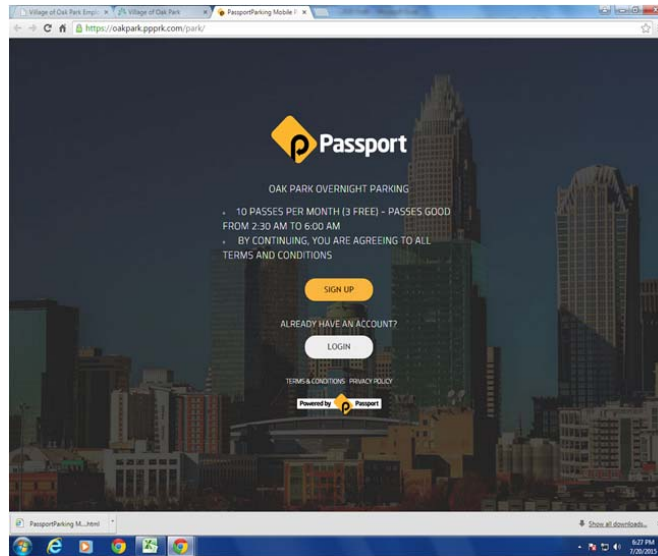 Village of Oak Park Empl
Village of Oak Park
PassportParking Mobile P
https://oakpark.ppprk.com/park/
Passport
OAK PARK OVERNIGHT PARKING
• 10 PASSES PER MONTH (3 FREE) - PASSES GOOD
FROM 2:30 AM TO 6:00 AM
• BY CONTINUING, YOU ARE AGREEING TO ALL
TERMS AND CONDITIONS
SIGN UP
ALREADY HAVE AN ACCOUNT?
LOGIN
TERMS & CONDITIONS PRIVACY POLICY
Powered by Passport
PassportParking M....html
Show all downloads...
6:27 PM
7/20/2015